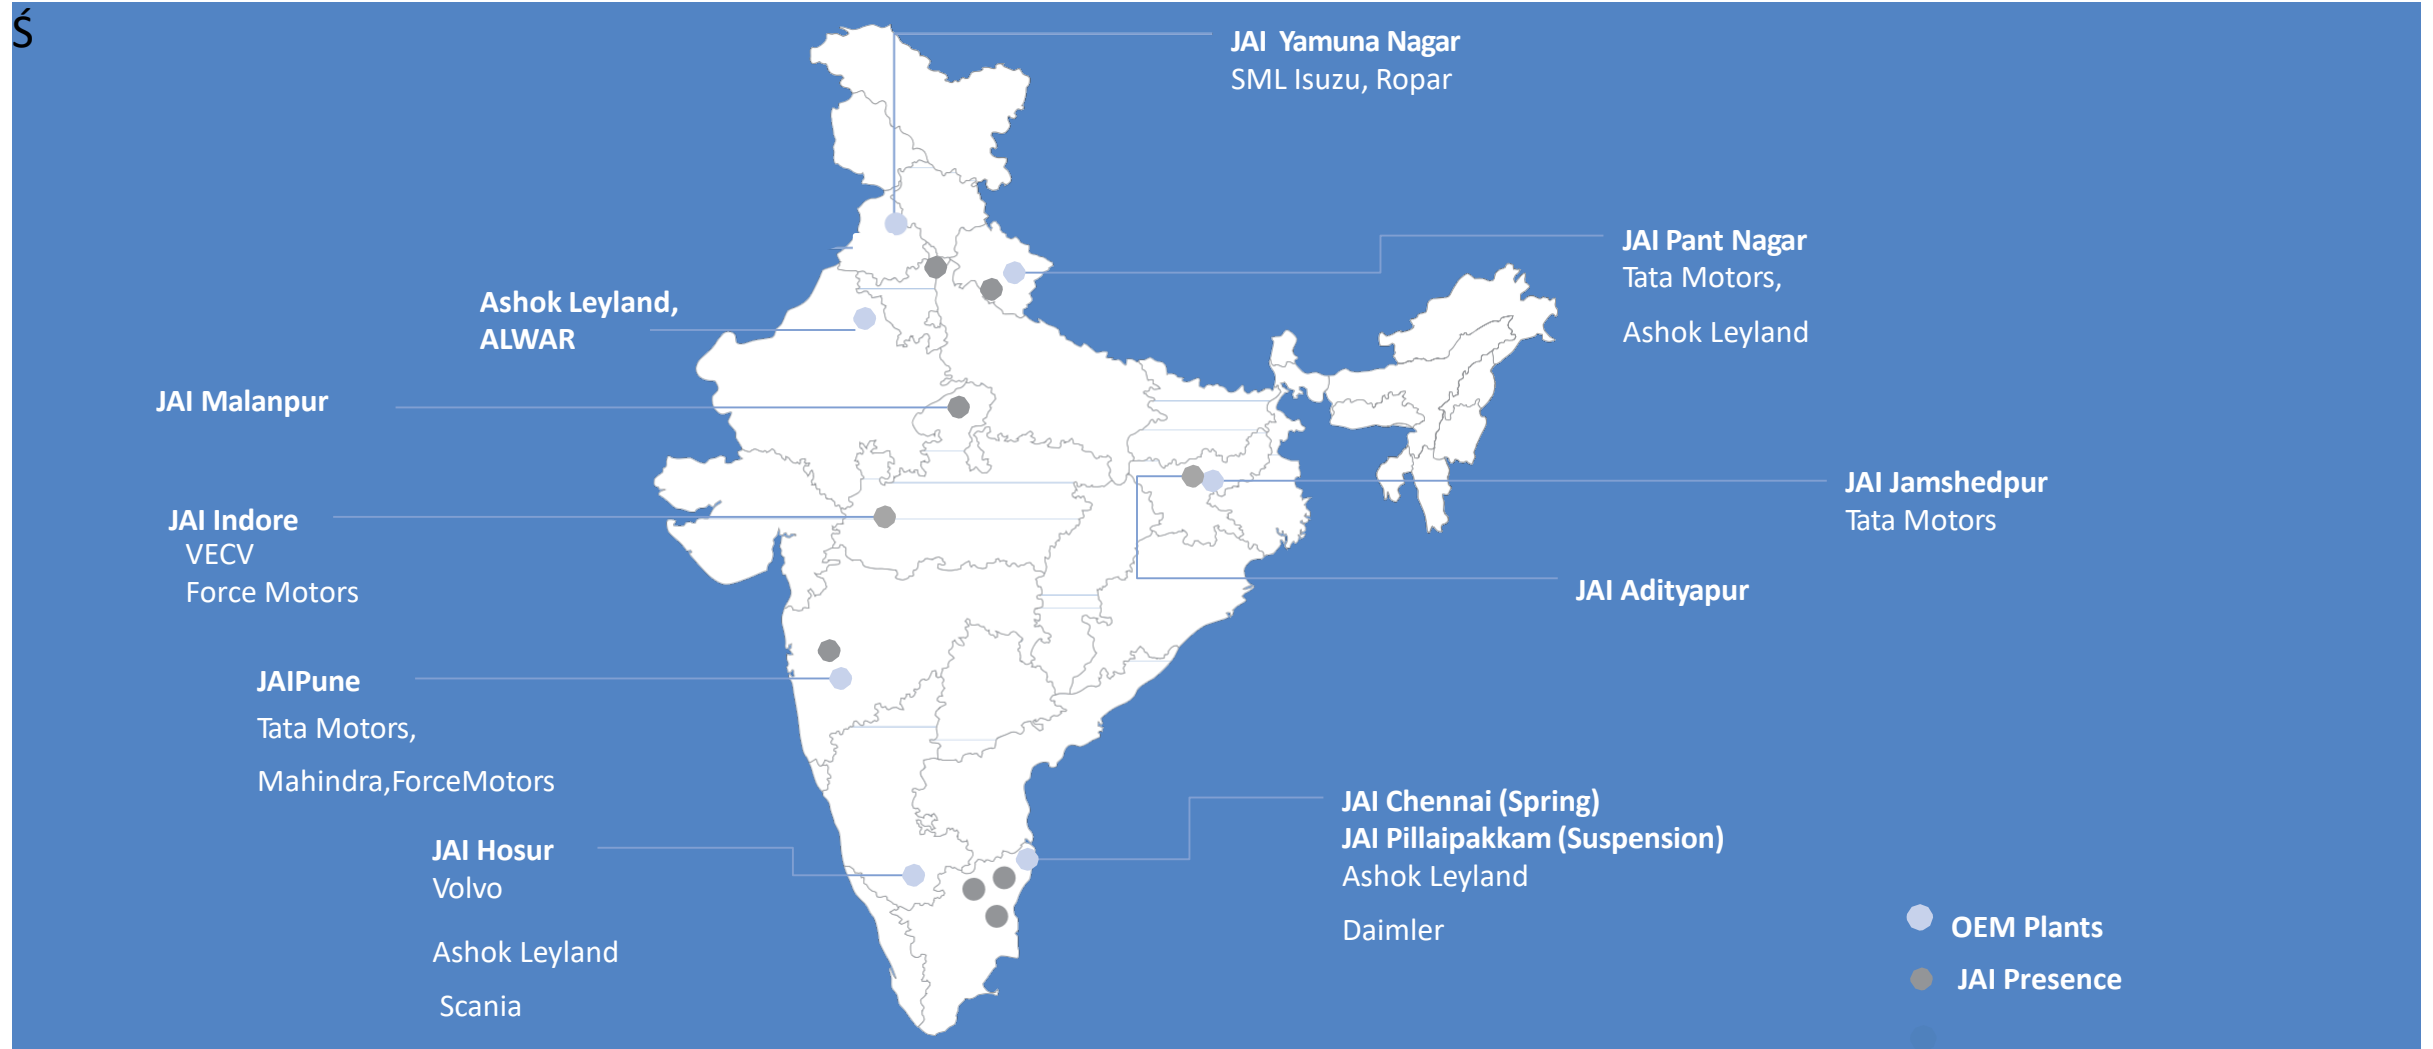 Ś
JAI Yamuna Nagar
SML Isuzu, Ropar
JAI Pant Nagar
Tata Motors,
Ashok Leyland
Ashok Leyland,
ALWAR
JAI Malanpur
JAI Jamshedpur
Tata Motors
JAI Indore
VECV
Force Motors
JAI Adityapur
JAIPune
Tata Motors,
Mahindra,ForceMotors
JAI Chennai (Spring)
JAI Pillaipakkam (Suspension)
Ashok Leyland
Daimler
JAI Hosur
Volvo
Ashok Leyland
Scania
OEM Plants
JAI Presence